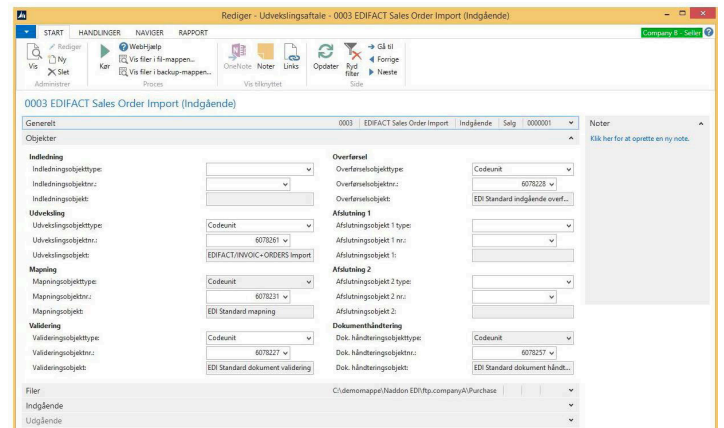 Rediger - Udvekslingsaftale - 0003 EDIFACT Sales Order Import (Indgående)
START HANDLINGER NAVIGER RAPPORT
Company B - Seller
Vis
Rediger
Ny
Slet
Administrer
Kør
WebHjælp
Vis filer i fil-mappen...
Vis filer i backup-mappen...
Proces
OneNote Noter Links
Vis tilknyttet
Opdater Ryd filter
Gå til
Forrige
Næste
Side
0003 EDIFACT Sales Order Import (Indgående)
Generelt 0003 EDIFACT Sales Order Import Indgående Salg 0000001
Objekter
Indledning
Indledningsobjekttype:
Indledningsobjektnr.:
Indledningsobjekt:
Udveksling
Udvekslingsobjekttype: Codeunit
Udvekslingsobjektnr.: 6078261
Udvekslingsobjekt: EDIFACT/INVOIC+ORDERS Import
Mapning
Mapningsobjekttype: Codeunit
Mapningsobjektnr.: 6078231
Mapningsobjekt: EDI Standard mapning
Validering
Valideringsobjekttype: Codeunit
Valideringsobjektnr.: 6078227
Valideringsobjekt: EDI Standard dokument validering
Overførsel
Overførselsobjekttype: Codeunit
Overførselsobjektnr.: 6078228
Overførselsobjekt: EDI Standard indgående overf...
Afslutning 1
Afslutningsobjekt 1 type:
Afslutningsobjekt 1 nr.:
Afslutningsobjekt 1:
Afslutning 2
Afslutningsobjekt 2 type:
Afslutningsobjekt 2 nr.:
Afslutningsobjekt 2:
Dokumenthåndtering
Dok. håndteringsobjekttype: Codeunit
Dok. håndteringsobjektnr.: 6078257
Dok. håndteringsobjekt: EDI Standard dokument håndt...
Filer C:\demomappe\Naddon EDI\ftp.companyA\Purchase
Indgående
Udgående
Noter
Klik her for at oprette en ny note.